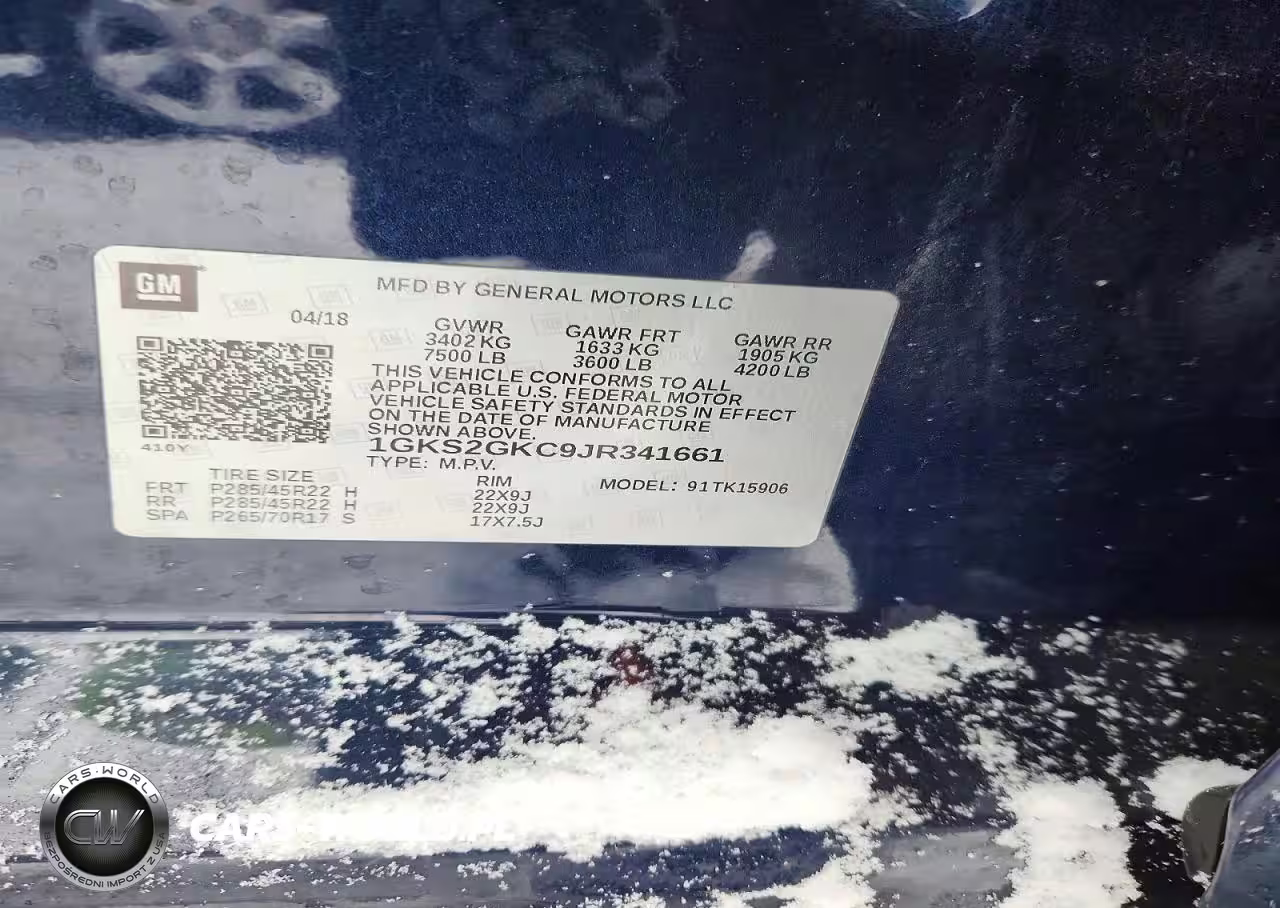 GM
MFD BY GENERAL MOTORS LLC
04/18
GVWR GAWR FRT GAWR RR
3402 KG 1633 KG 1905 KG
7500 LB 3600 LB 4200 LB
THIS VEHICLE CONFORMS TO ALL
APPLICABLE U.S. FEDERAL MOTOR
VEHICLE SAFETY STANDARDS IN EFFECT
ON THE DATE OF MANUFACTURE
SHOWN ABOVE.
410Y
1GKS2GKC9JR341661
TYPE: M.P.V.
TIRE SIZE RIM MODEL: 91TK15906
FRT P285/45R22 H 22X9J
RR P285/45R22 H 22X9J
SPA P265/70R17 S 17X7.5J
CARS-WORLD
CW
BEZPOŚREDNI IMPORT Z USA